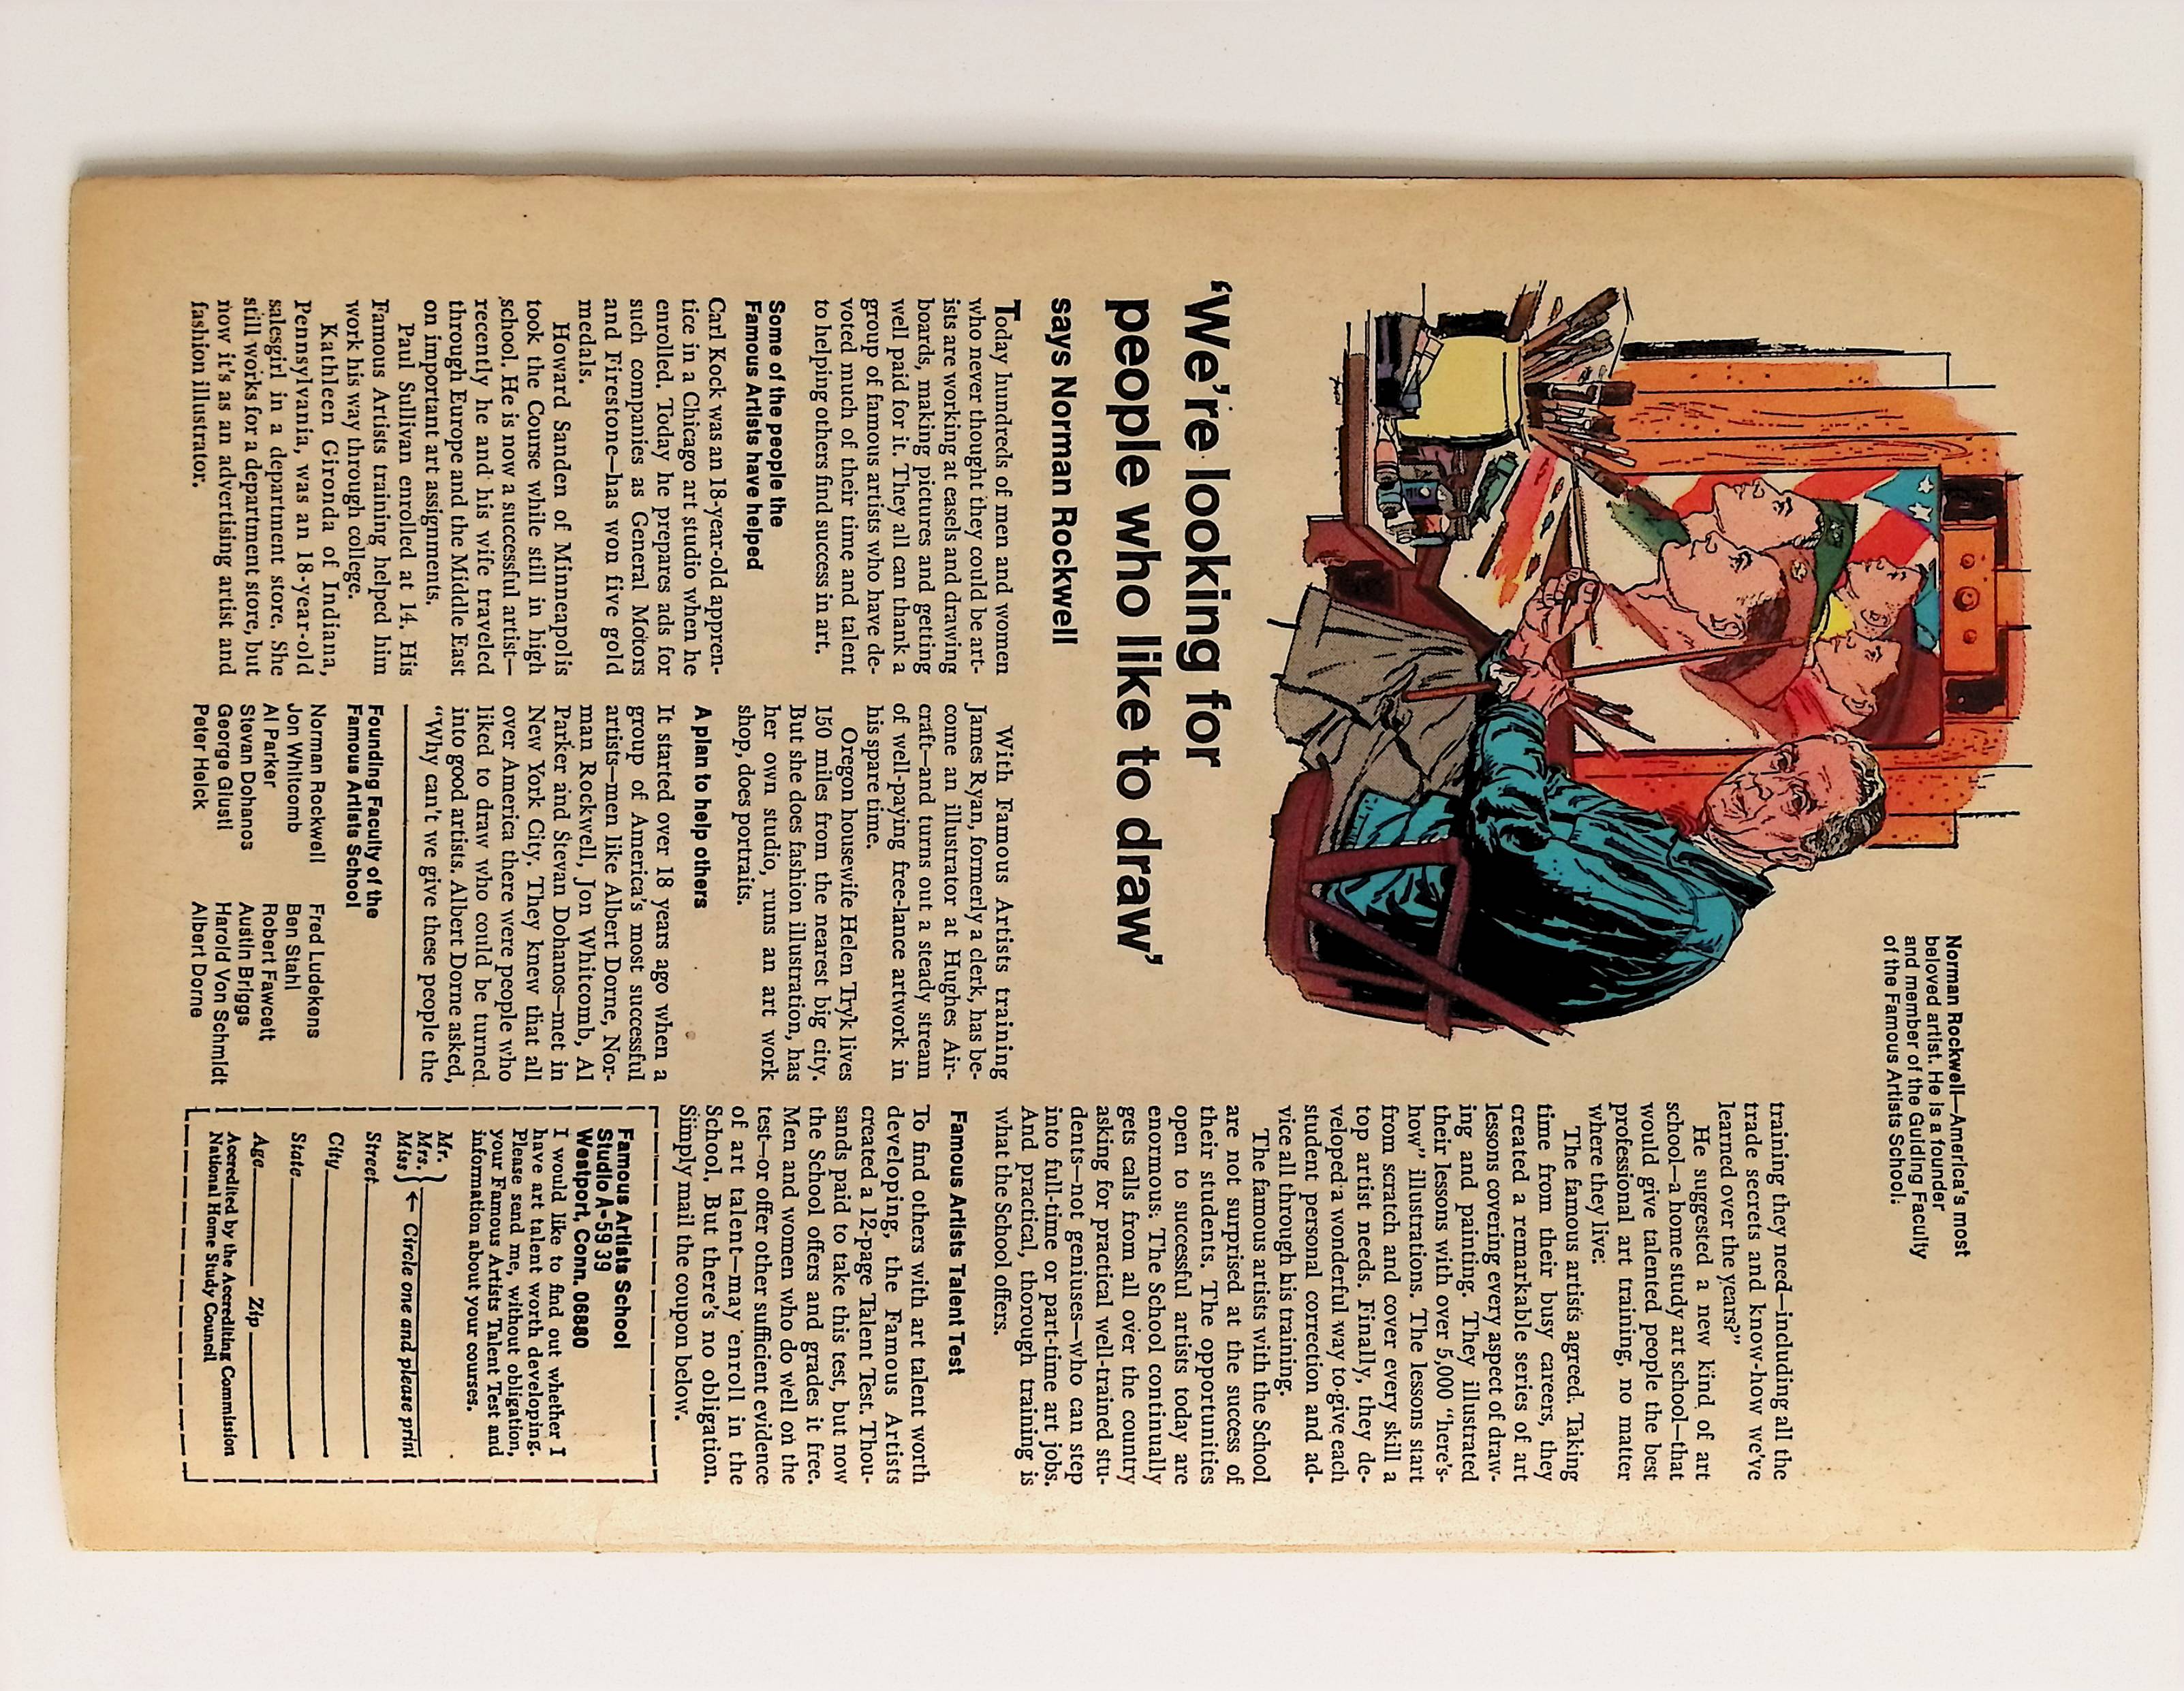 Norman Rockwell—America's most
beloved artist. He is a founder
and member of the Guiding Faculty
of the Famous Artists School.
'We're looking for
people who like to draw'
says Norman Rockwell
Today hundreds of men and women
who never thought they could be art-
ists are working at easels and drawing
boards, making pictures and getting
well paid for it. They all can thank a
group of famous artists who have de-
voted much of their time and talent
to helping others find success in art.
Some of the people the
Famous Artists have helped
Carl Kock was an 18-year-old appren-
tice in a Chicago art studio when he
enrolled. Today he prepares ads for
such companies as General Motors
and Firestone—has won five gold
medals.
Howard Sanden of Minneapolis
took the Course while still in high
school. He is now a successful artist—
recently he and his wife traveled
through Europe and the Middle East
on important art assignments.
Paul Sullivan enrolled at 14. His
Famous Artists training helped him
work his way through college.
Kathleen Gironda of Indiana,
Pennsylvania, was an 18-year-old
salesgirl in a department store. She
still works for a department store, but
now it's as an advertising artist and
fashion illustrator.
With Famous Artists training
James Ryan, formerly a clerk, has be-
come an illustrator at Hughes Air-
craft—and turns out a steady stream
of well-paying free-lance artwork in
his spare time.
Oregon housewife Helen Tryk lives
150 miles from the nearest big city.
But she does fashion illustration, has
her own studio, runs an art work
shop, does portraits.
A plan to help others
It started over 18 years ago when a
group of America's most successful
artists—men like Albert Dorne, Nor-
man Rockwell, Jon Whitcomb, Al
Parker and Stevan Dohanos—met in
New York City. They knew that all
over America there were people who
liked to draw who could be turned
into good artists. Albert Dorne asked,
"Why can't we give these people the
Founding Faculty of the
Famous Artists School
Norman Rockwell
Jon Whitcomb
Al Parker
Stevan Dohanos
George Giusti
Peter Helck
Fred Ludekens
Ben Stahl
Robert Fawcett
Austin Briggs
Harold Von Schmidt
Albert Dorne
training they need—including all the
trade secrets and know-how we've
learned over the years?"
He suggested a new kind of art
school—a home study art school—that
would give talented people the best
professional art training, no matter
where they live.
The famous artists agreed. Taking
time from their busy careers, they
created a remarkable series of art
lessons covering every aspect of draw-
ing and painting. They illustrated
their lessons with over 5,000 "here's-
how" illustrations. The lessons start
from scratch and cover every skill a
top artist needs. Finally, they de-
veloped a wonderful way to give each
student personal correction and ad-
vice all through his training.
The famous artists with the School
are not surprised at the success of
their students. The opportunities
open to successful artists today are
enormous: The School continually
gets calls from all over the country
asking for practical well-trained stu-
dents—not geniuses—who can step
into full-time or part-time art jobs.
And practical, thorough training is
what the School offers.
Famous Artists Talent Test
To find others with art talent worth
developing, the Famous Artists
created a 12-page Talent Test. Thou-
sands paid to take this test, but now
the School offers and grades it free.
Men and women who do well on the
test—or offer other sufficient evidence
of art talent—may enroll in the
School. But there's no obligation.
Simply mail the coupon below.
Famous Artists School
Studio A-5939
Westport, Conn. 06880
I would like to find out whether I
have art talent worth developing.
Please send me, without obligation,
your Famous Artists Talent Test and
information about your courses.
Mr.
Mrs.
Miss ← Circle one and please print
Street
City
State
Age Zip
Accredited by the Accrediting Commission
National Home Study Council